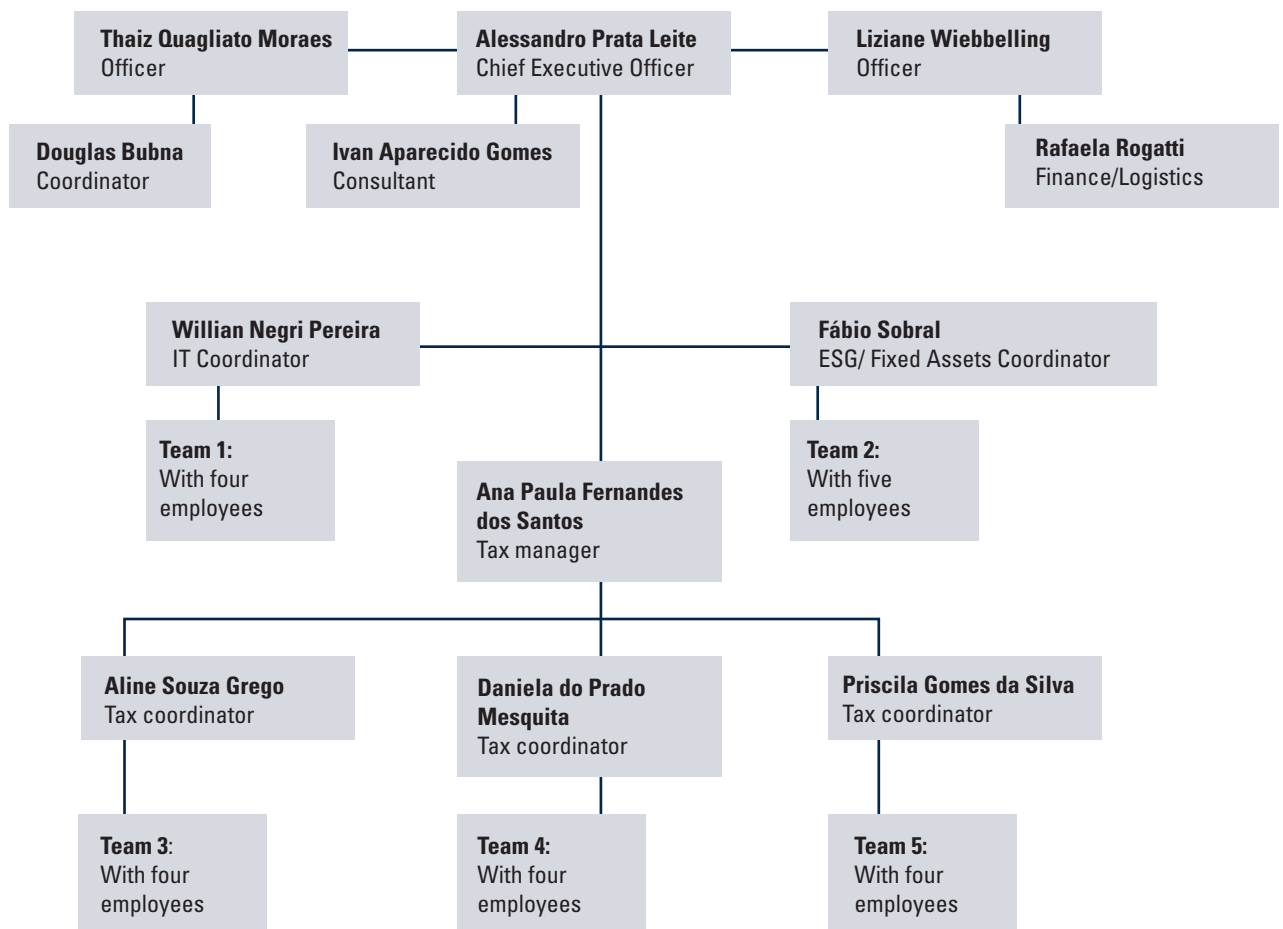 Thaiz Quagliato Moraes
Officer
Alessandro Prata Leite
Chief Executive Officer
Liziane Wiebbelling
Officer
Douglas Bubna
Coordinator
Ivan Aparecido Gomes
Consultant
Rafaela Rogatti
Finance/Logistics
Willian Negri Pereira
IT Coordinator
Fábio Sobral
ESG/ Fixed Assets Coordinator
Team 1:
With four
employees
Team 2:
With five
employees
Ana Paula Fernandes
dos Santos
Tax manager
Aline Souza Grego
Tax coordinator
Daniela do Prado
Mesquita
Tax coordinator
Priscila Gomes da Silva
Tax coordinator
Team 3:
With four
employees
Team 4:
With four
employees
Team 5:
With four
employees